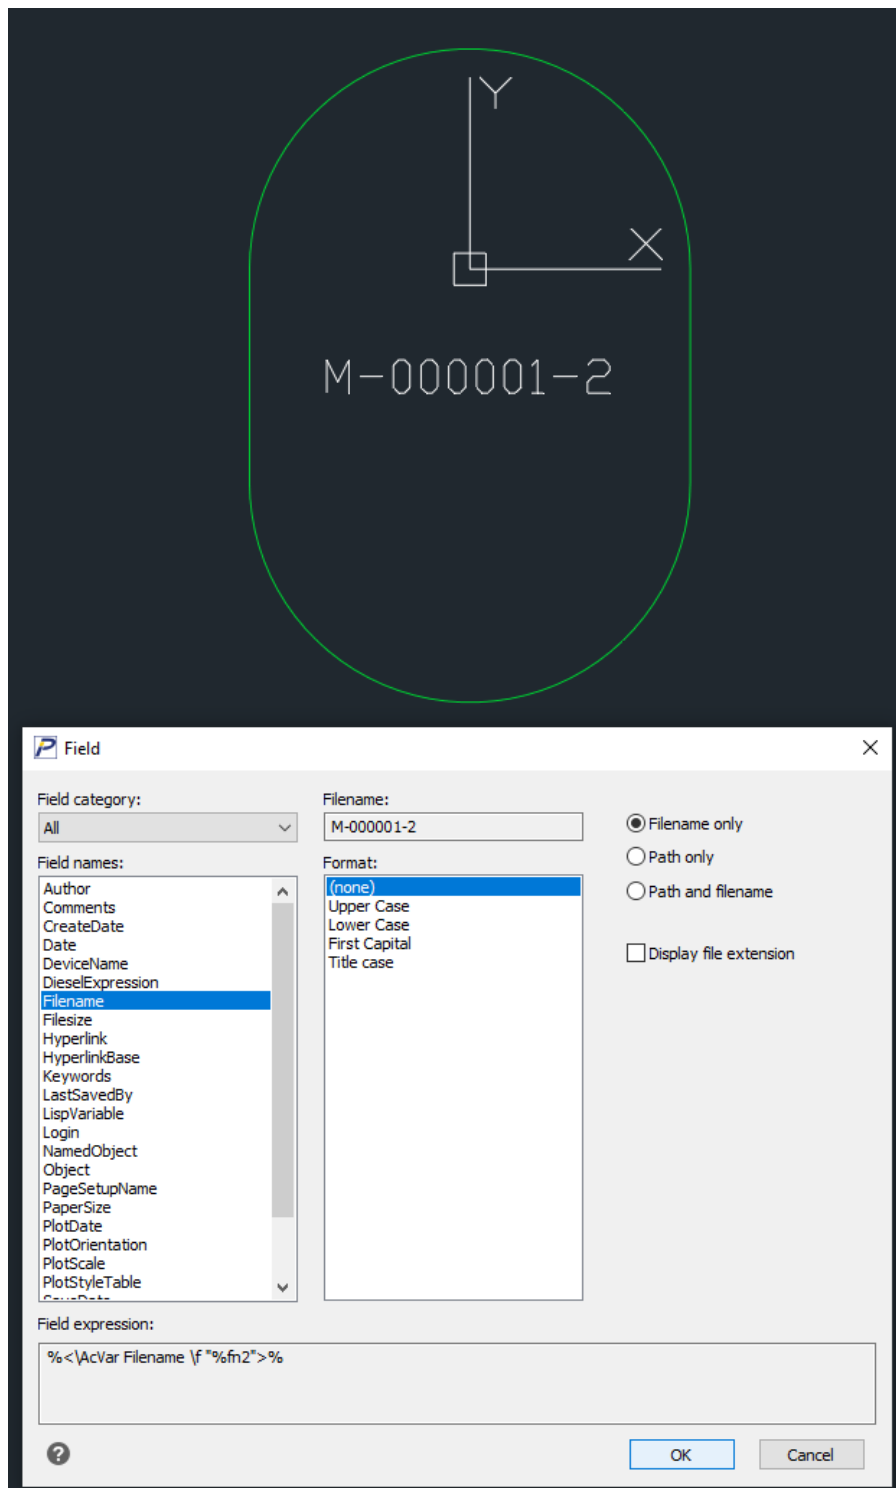 Y
X
M-000001-2
Field
Field category:
All
Field names:
Author
Comments
CreateDate
Date
DeviceName
DieselExpression
Filename
Filesize
Hyperlink
HyperlinkBase
Keywords
LastSavedBy
LispVariable
Login
NamedObject
Object
PageSetupName
PaperSize
PlotDate
PlotOrientation
PlotScale
PlotStyleTable
Filename:
M-000001-2
Format:
(none)
Upper Case
Lower Case
First Capital
Title case
Filename only
Path only
Path and filename
Display file extension
Field expression:
%<\AcVar Filename \f "%fn2">%
?
OK
Cancel